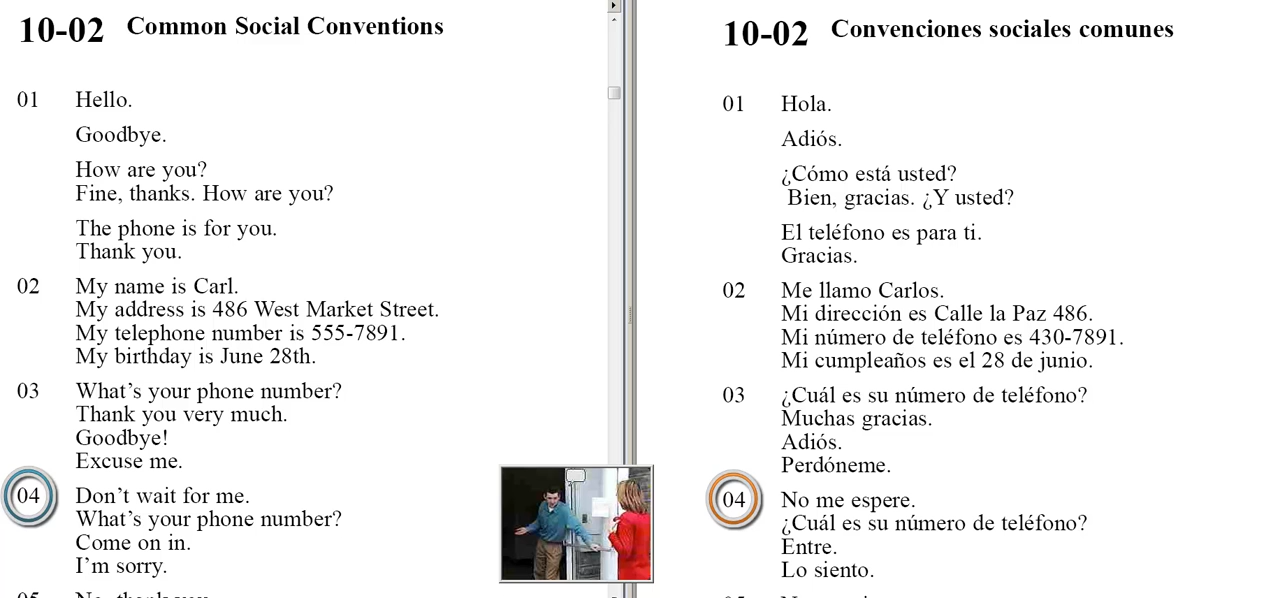 10-02 Common Social Conventions
01 Hello.
Goodbye.
How are you?
Fine, thanks. How are you?
The phone is for you.
Thank you.
02 My name is Carl.
My address is 486 West Market Street.
My telephone number is 555-7891.
My birthday is June 28th.
03 What's your phone number?
Thank you very much.
Goodbye!
Excuse me.
04 Don't wait for me.
What's your phone number?
Come on in.
I'm sorry.
10-02 Convenciones sociales comunes
01 Hola.
Adiós.
¿Cómo está usted?
Bien, gracias. ¿Y usted?
El teléfono es para ti.
Gracias.
02 Me llamo Carlos.
Mi dirección es Calle la Paz 486.
Mi número de teléfono es 430-7891.
Mi cumpleaños es el 28 de junio.
03 ¿Cuál es su número de teléfono?
Muchas gracias.
Adiós.
Perdóneme.
04 No me espere.
¿Cuál es su número de teléfono?
Entre.
Lo siento.